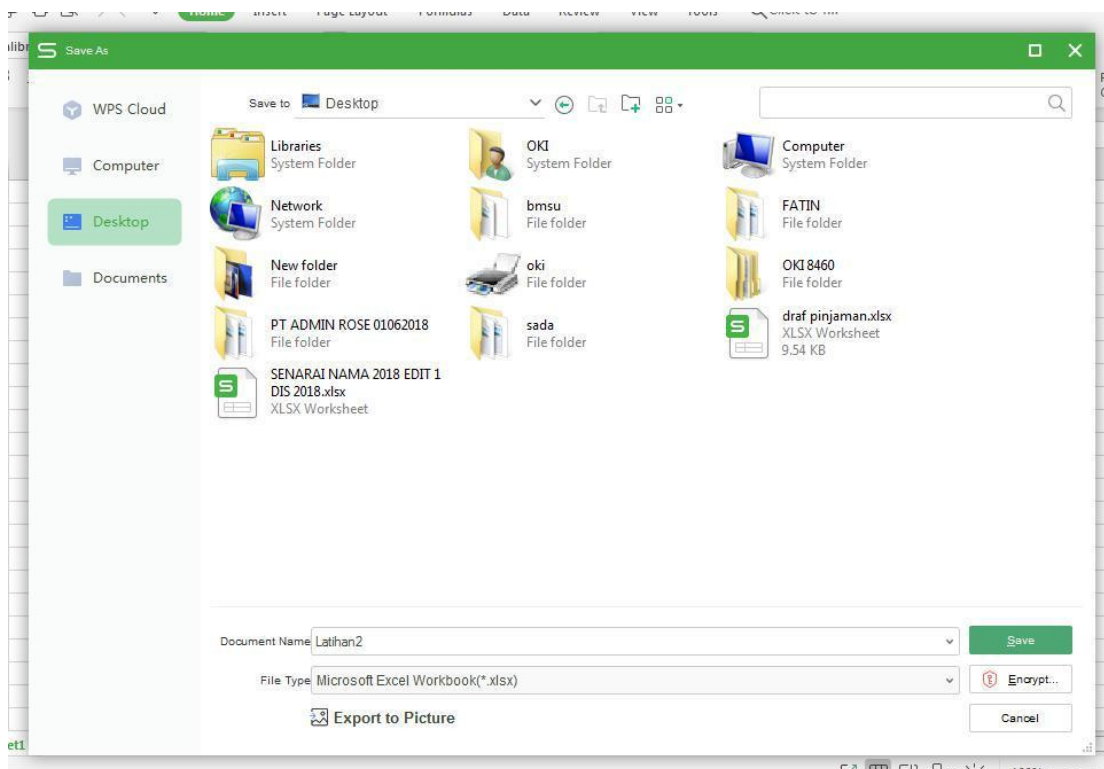 Home Insert Page Layout Formulas Data Review View Tools
Save As
WPS Cloud
Computer
Desktop
Documents
Save to Desktop
Libraries
System Folder
OKI
System Folder
Computer
System Folder
Network
System Folder
bmsu
File folder
FATIN
File folder
New folder
File folder
oki
File folder
OKI 8460
File folder
PT ADMIN ROSE 01062018
File folder
sada
File folder
draf pinjaman.xlsx
XLSX Worksheet
9.54 KB
SENARAI NAMA 2018 EDIT 1
DIS 2018.xlsx
XLSX Worksheet
Document Name Latihan2
Save
File Type Microsoft Excel Workbook(*.xlsx)
Encrypt...
Export to Picture
Cancel